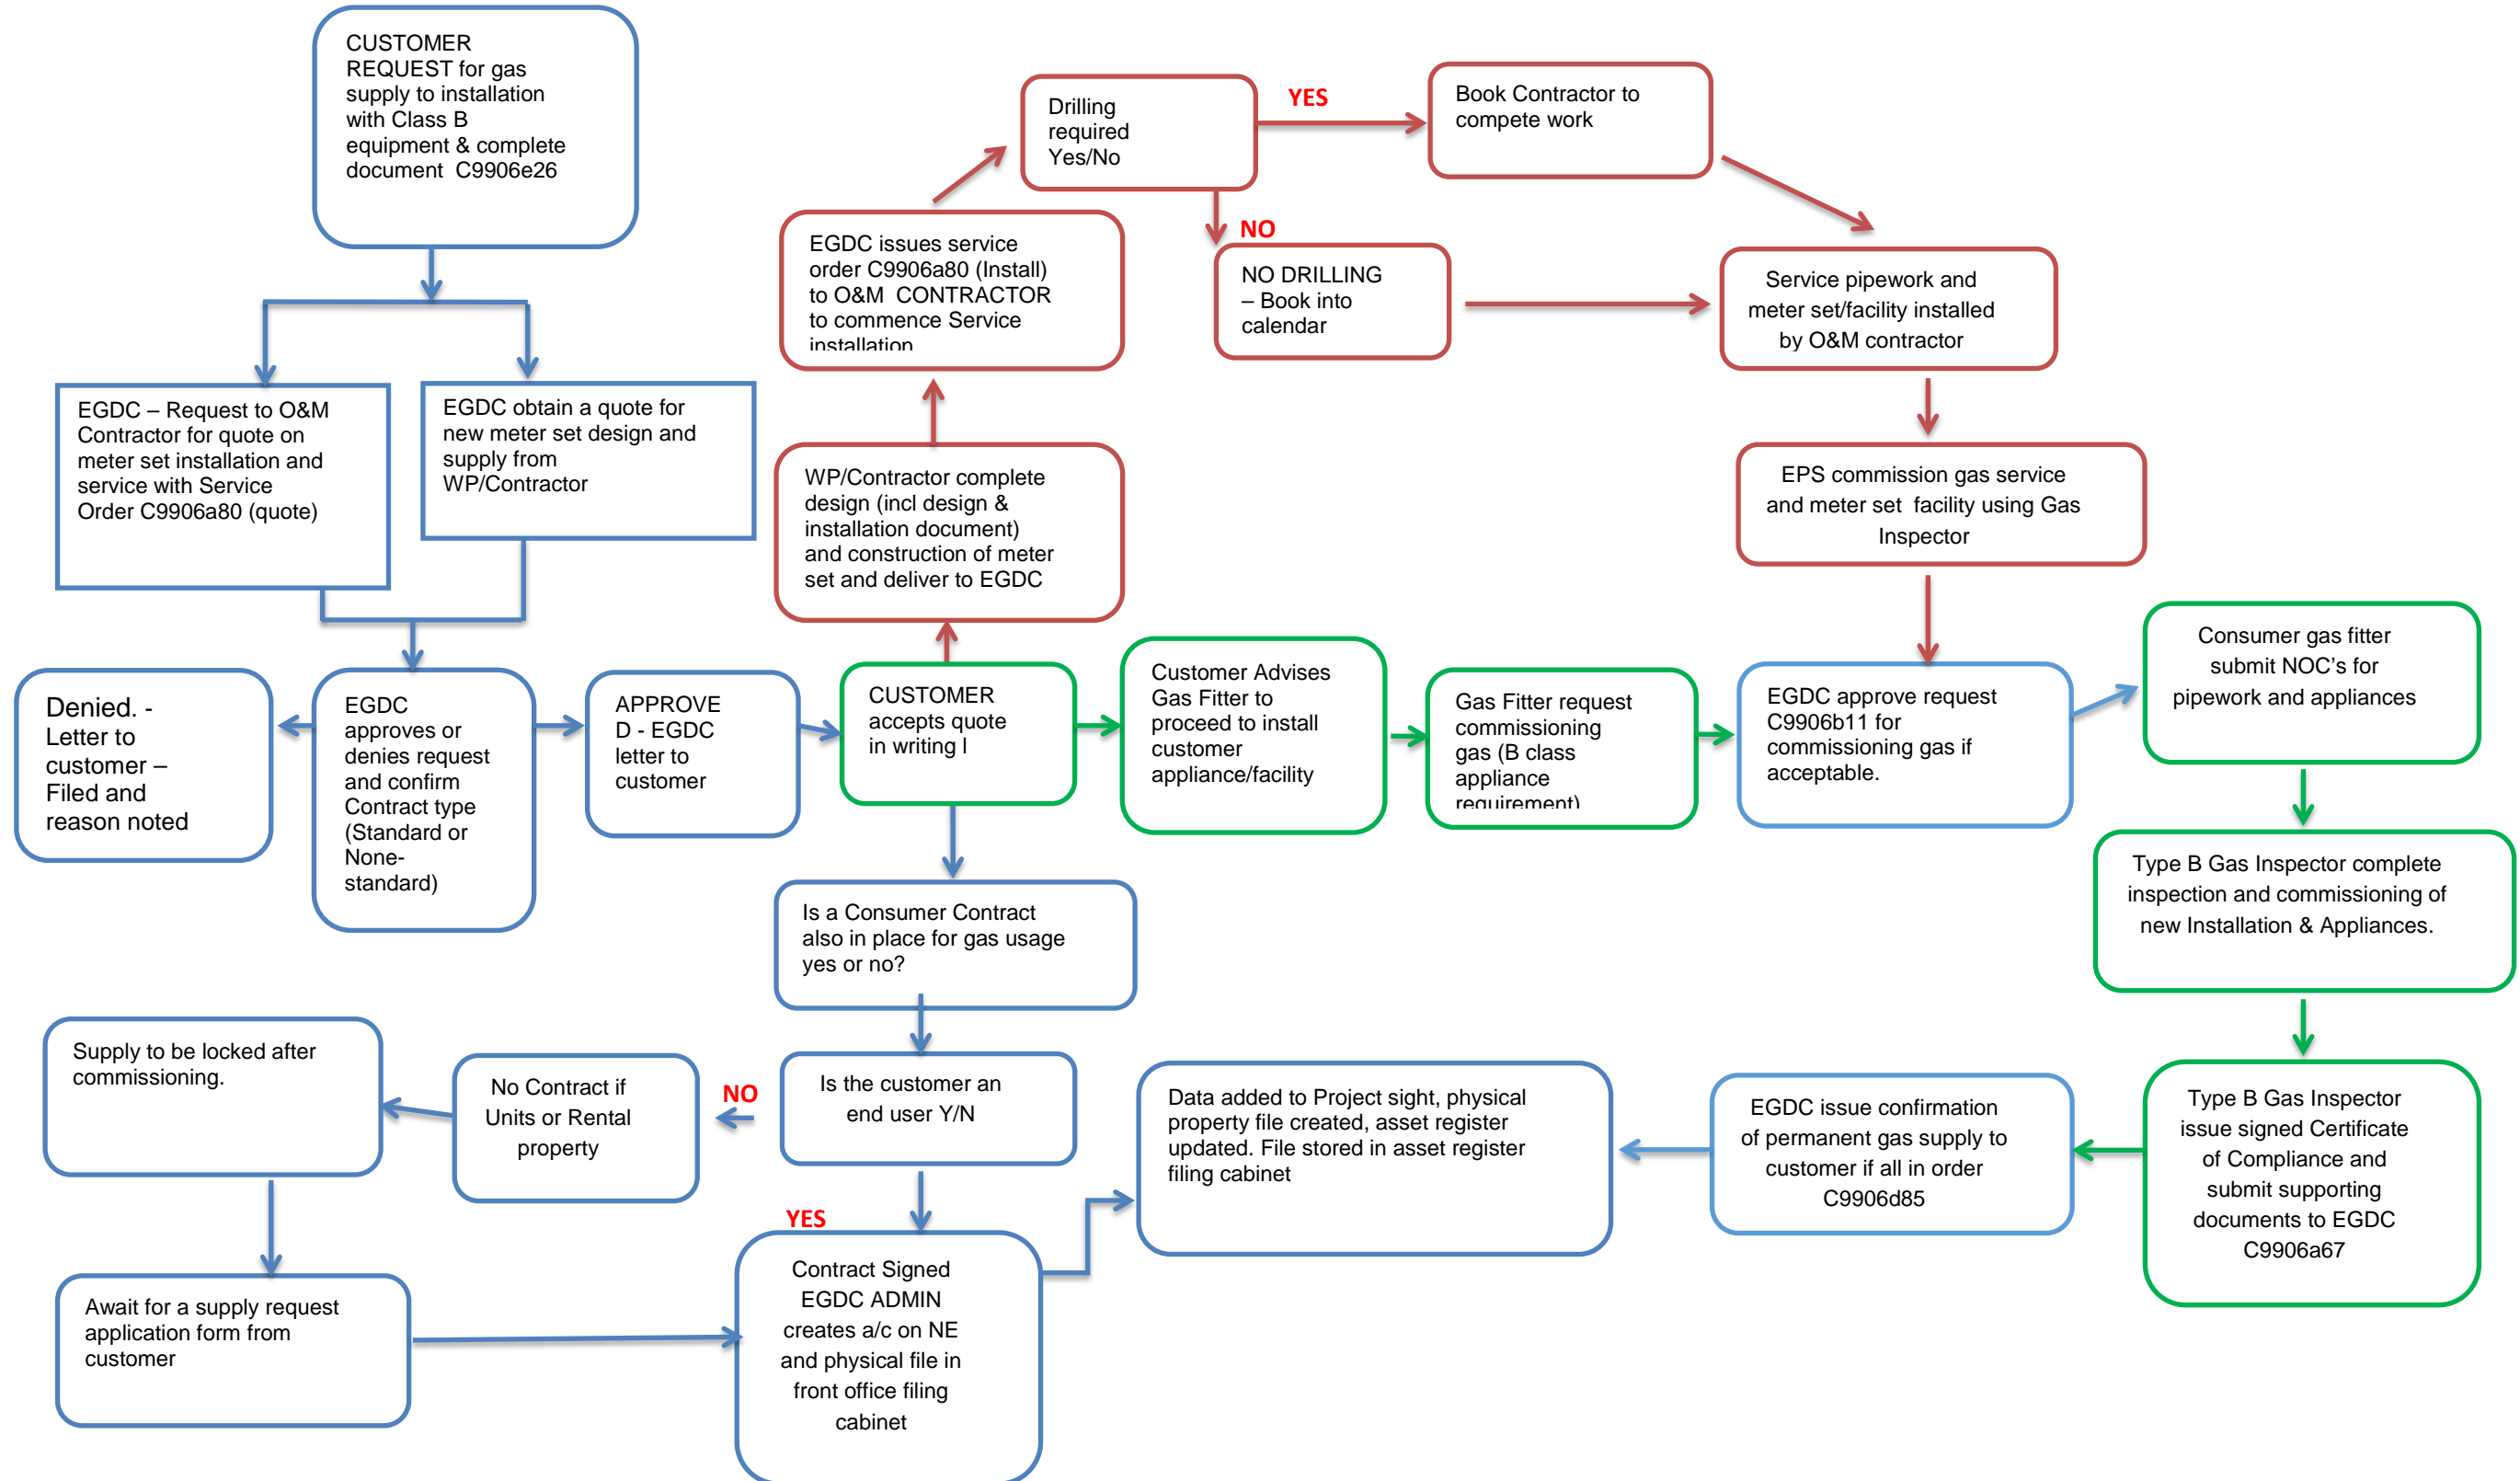 CUSTOMER
REQUEST for gas
supply to installation
with Class B
equipment & complete
document C9906e26
Drilling
required
Yes/No
YES
Book Contractor to
compete work
EGDC issues service
order C9906a80 (Install)
to O&M CONTRACTOR
to commence Service
installation
NO
NO DRILLING
– Book into
calendar
Service pipework and
meter set/facility installed
by O&M contractor
EGDC – Request to O&M
Contractor for quote on
meter set installation and
service with Service
Order C9906a80 (quote)
EGDC obtain a quote for
new meter set design and
supply from
WP/Contractor
WP/Contractor complete
design (incl design &
installation document)
and construction of meter
set and deliver to EGDC
EPS commission gas service
and meter set facility using Gas
Inspector
Denied. -
Letter to
customer –
Filed and
reason noted
EGDC
approves or
denies request
and confirm
Contract type
(Standard or
None-
standard)
APPROVE
D - EGDC
letter to
customer
CUSTOMER
accepts quote
in writing l
Customer Advises
Gas Fitter to
proceed to install
customer
appliance/facility
Gas Fitter request
commissioning
gas (B class
appliance
requirement)
EGDC approve request
C9906b11 for
commissioning gas if
acceptable.
Consumer gas fitter
submit NOC's for
pipework and appliances
Type B Gas Inspector complete
inspection and commissioning of
new Installation & Appliances.
Is a Consumer Contract
also in place for gas usage
yes or no?
Supply to be locked after
commissioning.
No Contract if
Units or Rental
property
NO
Is the customer an
end user Y/N
Data added to Project sight, physical
property file created, asset register
updated. File stored in asset register
filing cabinet
EGDC issue confirmation
of permanent gas supply to
customer if all in order
C9906d85
Type B Gas Inspector
issue signed Certificate
of Compliance and
submit supporting
documents to EGDC
C9906a67
YES
Await for a supply request
application form from
customer
Contract Signed
EGDC ADMIN
creates a/c on NE
and physical file in
front office filing
cabinet